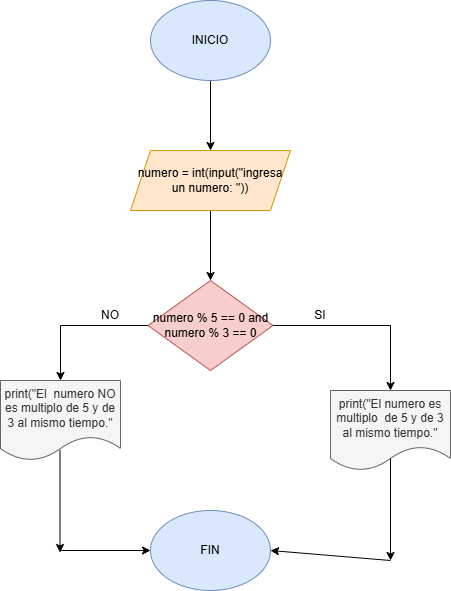 INICIO
numero = int(input("ingresa
un numero: "))
numero % 5 == 0 and
numero % 3 == 0
NO
SI
print("El  numero NO
es multiplo de 5 y de
3 al mismo tiempo."
print("El numero es
multiplo  de 5 y de 3
al mismo tiempo."
FIN